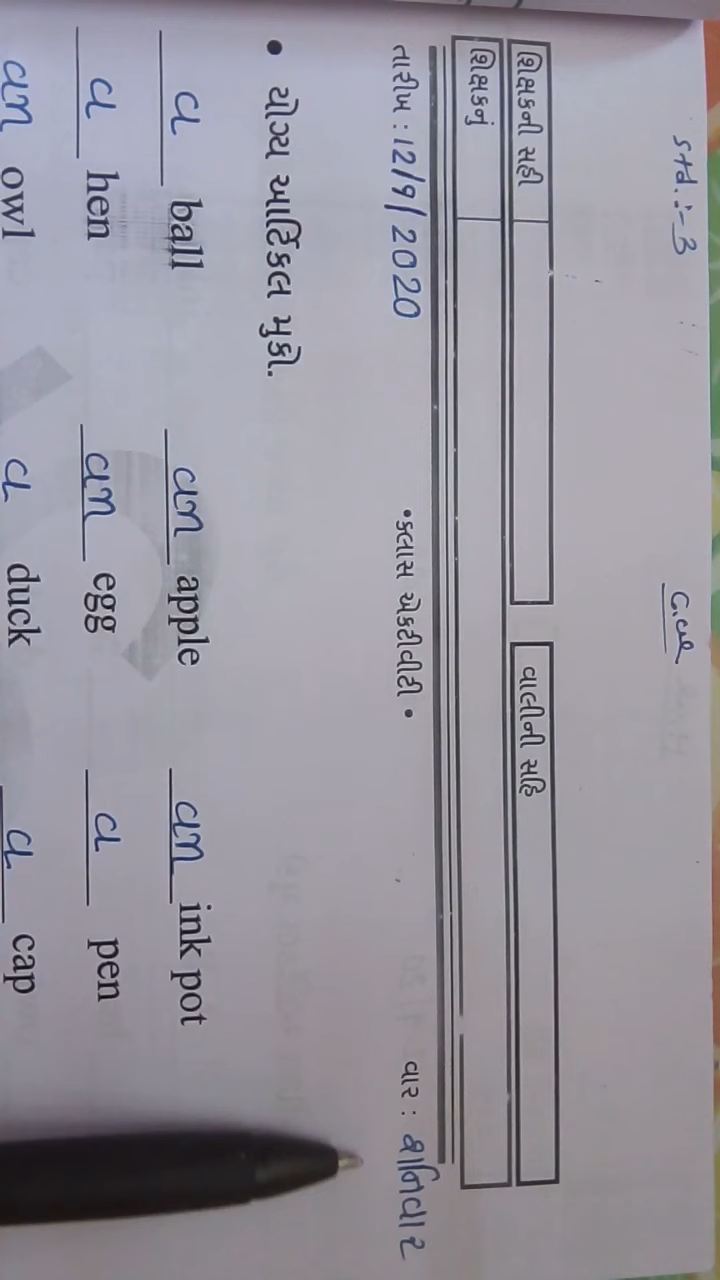 std. :- 3
શિક્ષકની સહી વાલીની સહિ
શિક્ષકનું
તારીખ : 12/9/2020 •ક્લાસ એક્ટીવીટી • વાર : શનિવાર
• યોગ્ય આર્ટિકલ મુકો.
a ball an apple an ink pot
a hen an egg a pen
an owl a duck a cap